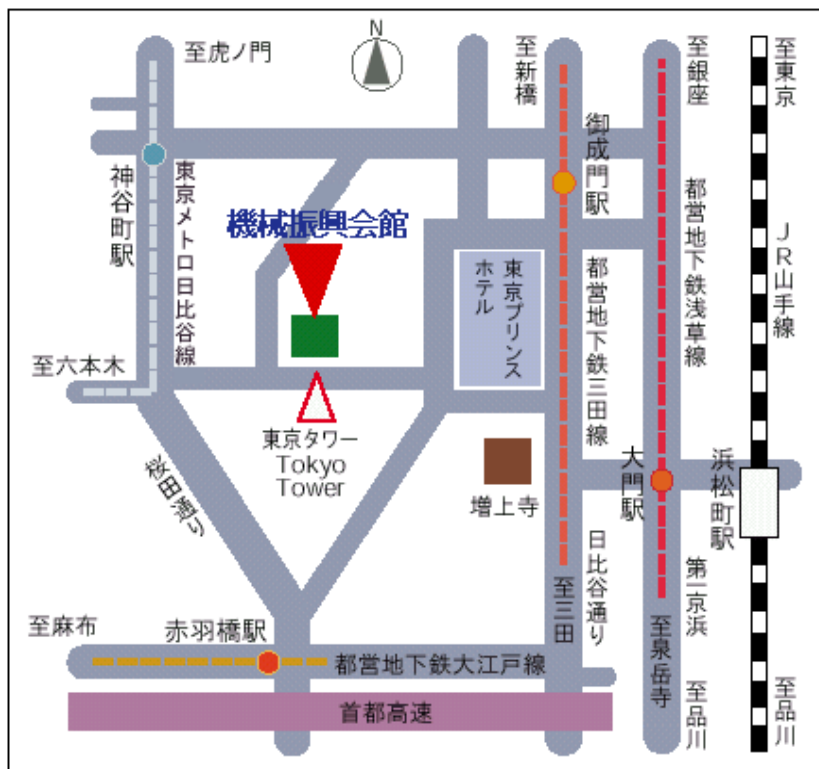 N
至虎ノ門
至新橋
至銀座
至東京
御成門駅
神谷町駅
東京メトロ日比谷線
機械振興会館
都営地下鉄浅草線
JR山手線
東京プリンス
ホテル
都営地下鉄三田線
至六本木
東京タワー
Tokyo
Tower
桜田通り
増上寺
大門駅
浜松町駅
日比谷通り
第一京浜
至三田
至麻布
赤羽橋駅
都営地下鉄大江戸線
至泉岳寺
至品川
至品川
首都高速